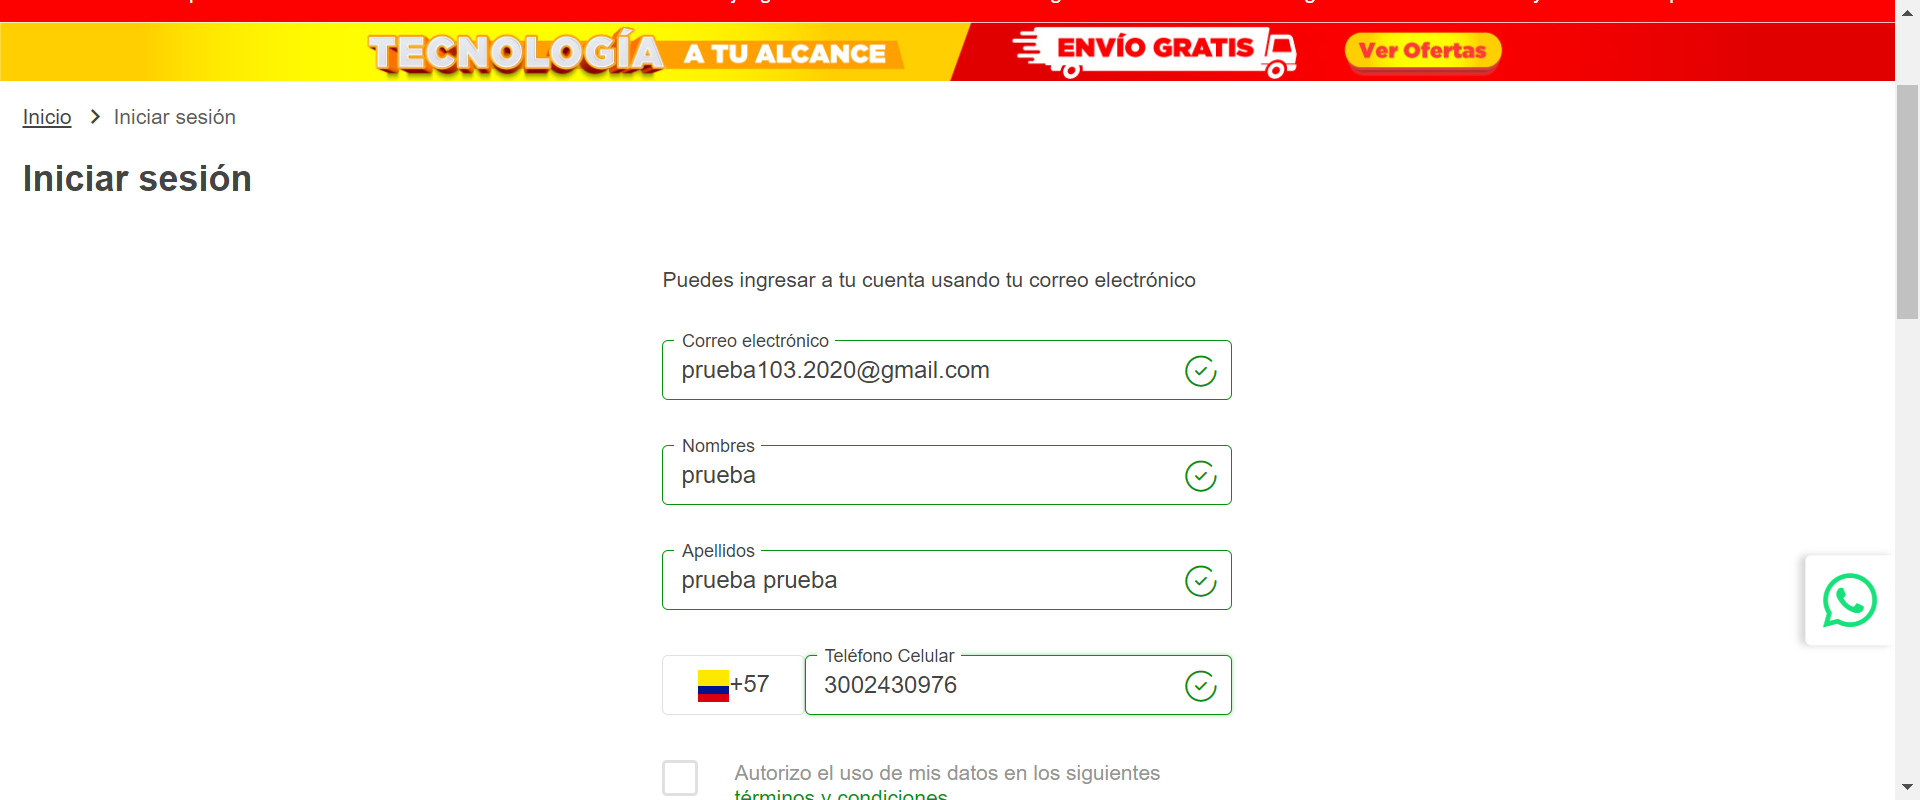 TECNOLOGÍA A TU ALCANCE ENVÍO GRATIS Ver Ofertas
Inicio > Iniciar sesión
Iniciar sesión
Puedes ingresar a tu cuenta usando tu correo electrónico
Correo electrónico
prueba103.2020@gmail.com
Nombres
prueba
Apellidos
prueba prueba
Teléfono Celular
+57 3002430976
Autorizo el uso de mis datos en los siguientes
términos y condiciones